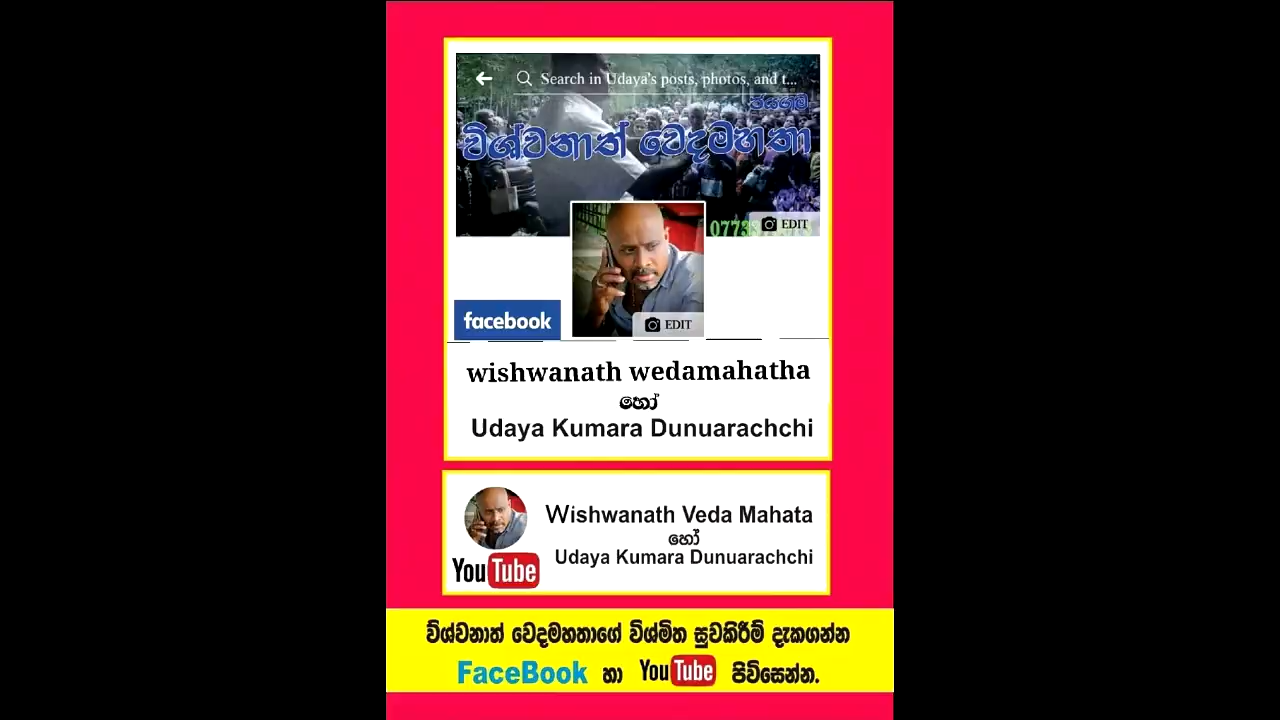 Search in Udaya's posts, photos, and t...
විශ්වනාත් වෙදමහතා
EDIT
EDIT
facebook
wishwanath wedamahatha
හෝ
Udaya Kumara Dunuarachchi
Wishwanath Veda Mahata
හෝ
Udaya Kumara Dunuarachchi
YouTube
විශ්වනාත් වෙදමහතාගේ විශ්මිත සුවකිරීම් දැකගන්න
FaceBook හා YouTube පිවිසෙන්න.